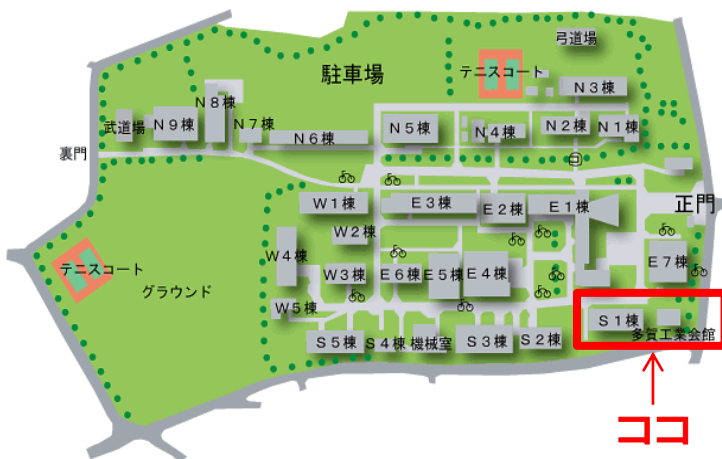 弓道場
駐車場
テニスコート
N3棟
N8棟
武道場
N9棟
N7棟
N6棟
N5棟
N4棟
N2棟
N1棟
裏門
W1棟
E3棟
E2棟
E1棟
正門
W2棟
W4棟
W3棟
E6棟
E5棟
E4棟
E7棟
テニスコート
グラウンド
W5棟
S1棟
多賀工業会館
S5棟
S4棟
機械室
S3棟
S2棟
ココ